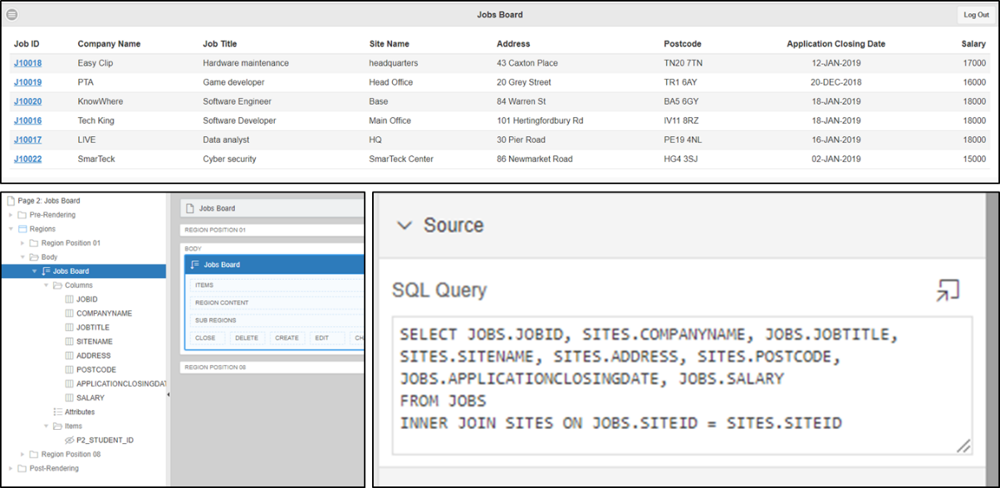 Jobs Board
Log Out
Job ID Company Name Job Title Site Name Address Postcode Application Closing Date Salary
J10018 Easy Clip Hardware maintenance headquarters 43 Caxton Place TN20 7TN 12-JAN-2019 17000
J10019 PTA Game developer Head Office 20 Grey Street TR1 6AY 20-DEC-2018 16000
J10020 KnowWhere Software Engineer Base 84 Warren St BA5 6GY 18-JAN-2019 18000
J10016 Tech King Software Developer Main Office 101 Hertingfordbury Rd IV11 8RZ 18-JAN-2019 18000
J10017 LIVE Data analyst HQ 30 Pier Road PE19 4NL 16-JAN-2019 18000
J10022 SmarTeck Cyber security SmarTeck Center 86 Newmarket Road HG4 3SJ 02-JAN-2019 15000
Page 2: Jobs Board
Pre-Rendering
Regions
Region Position 01
Body
Jobs Board
Columns
JOBID
COMPANYNAME
JOBTITLE
SITENAME
ADDRESS
POSTCODE
APPLICATIONCLOSINGDAT
SALARY
Attributes
Items
P2_STUDENT_ID
Region Position 08
Post-Rendering
Jobs Board
REGION POSITION 01
BODY
Jobs Board
ITEMS
REGION CONTENT
SUB REGIONS
CLOSE DELETE CREATE EDIT CH
REGION POSITION 08
Source
SQL Query
SELECT JOBS.JOBID, SITES.COMPANYNAME, JOBS.JOBTITLE,
SITES.SITENAME, SITES.ADDRESS, SITES.POSTCODE,
JOBS.APPLICATIONCLOSINGDATE, JOBS.SALARY
FROM JOBS
INNER JOIN SITES ON JOBS.SITEID = SITES.SITEID